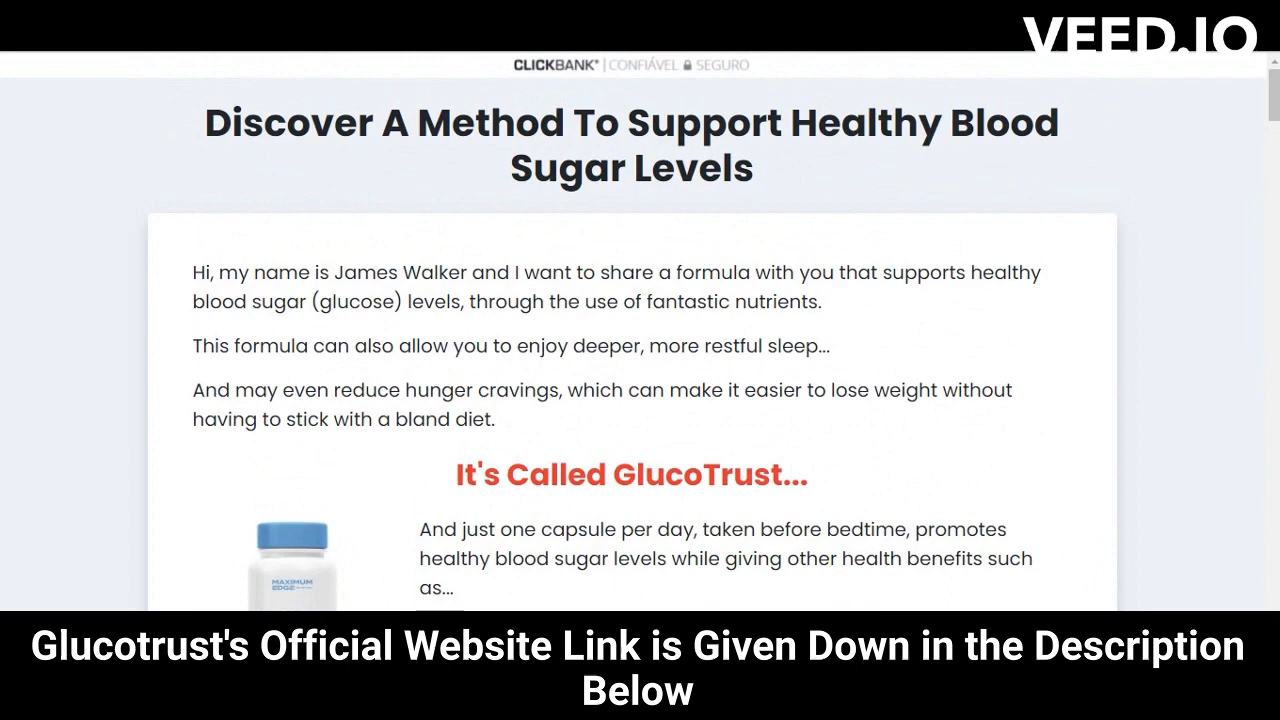 VEED.IO
CLICKBANK® | CONFIÁVEL SEGURO
Discover A Method To Support Healthy Blood
Sugar Levels
Hi, my name is James Walker and I want to share a formula with you that supports healthy
blood sugar (glucose) levels, through the use of fantastic nutrients.
This formula can also allow you to enjoy deeper, more restful sleep...
And may even reduce hunger cravings, which can make it easier to lose weight without
having to stick with a bland diet.
It's Called GlucoTrust...
And just one capsule per day, taken before bedtime, promotes
healthy blood sugar levels while giving other health benefits such
as...
MAXIMUM
EDGE
Glucotrust's Official Website Link is Given Down in the Description
Below